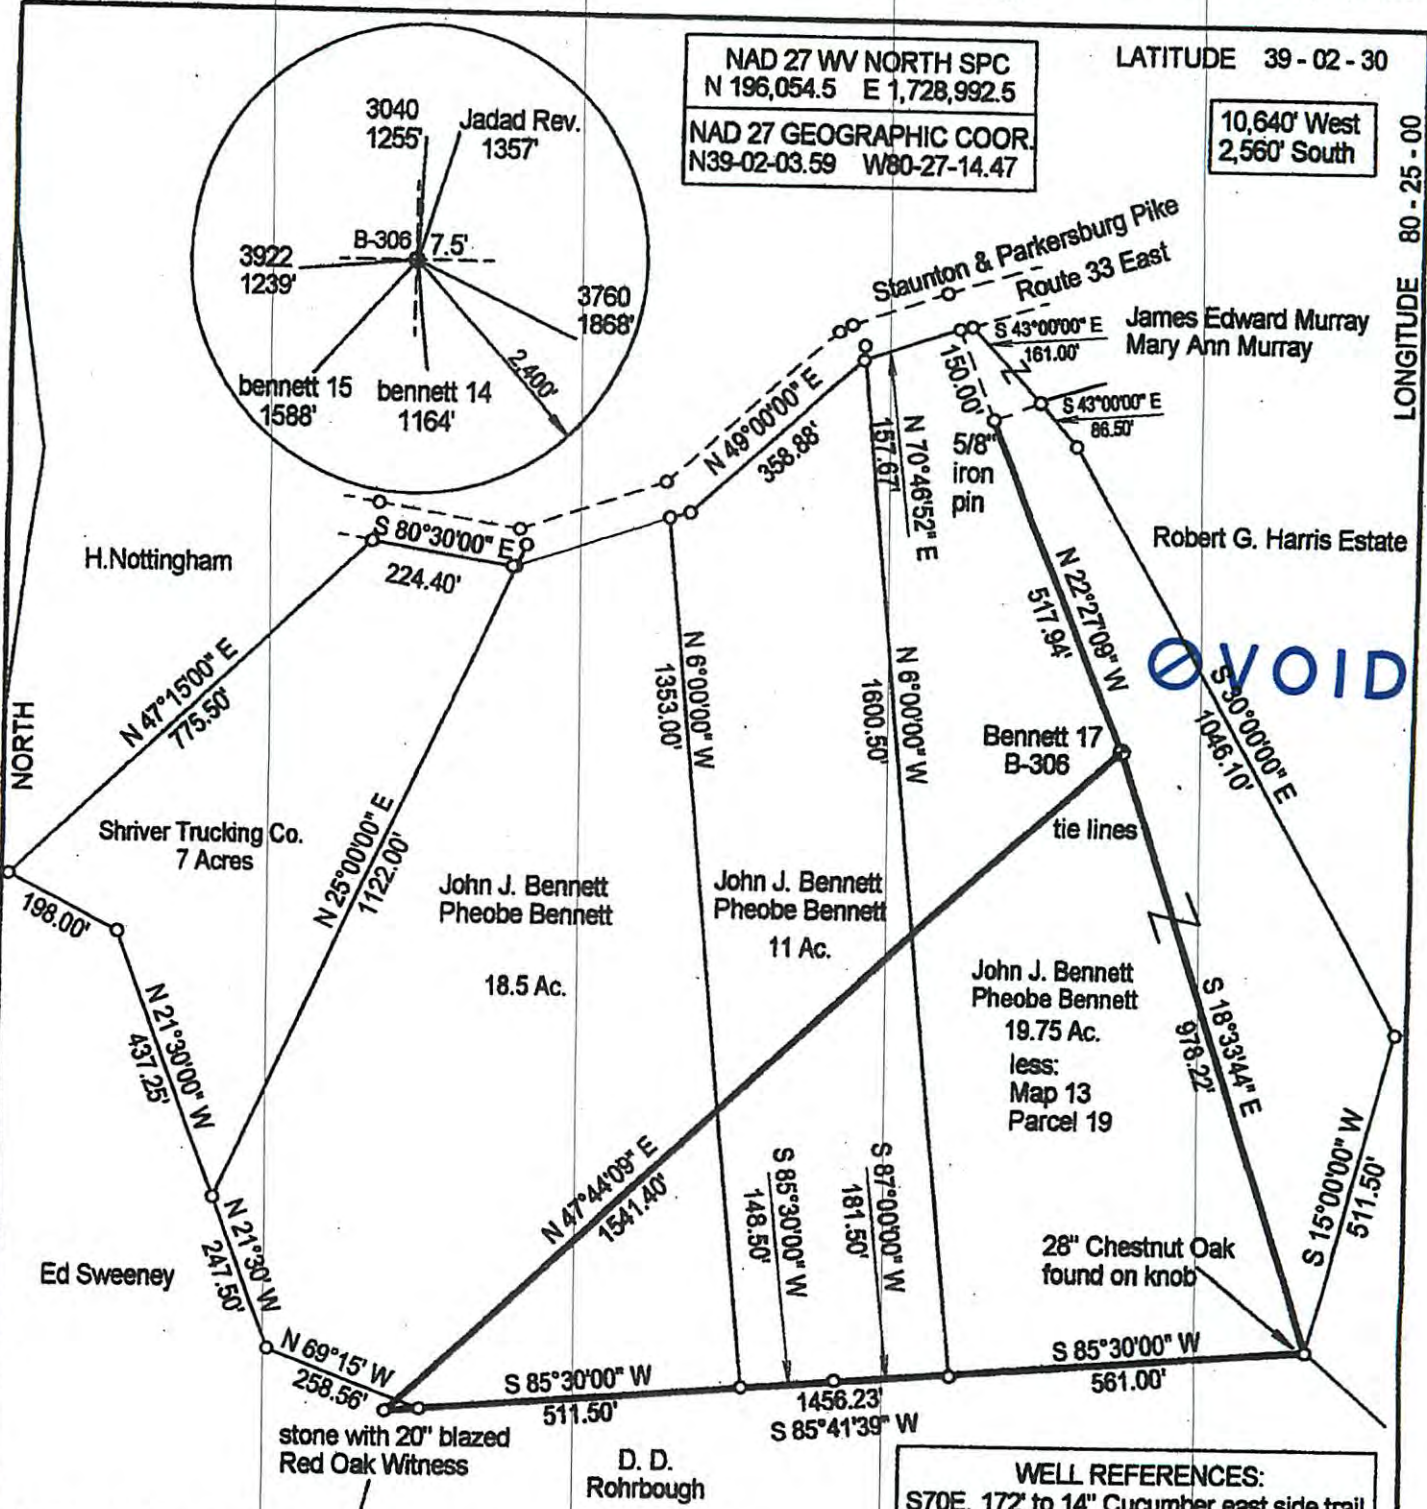 NAD 27 WV NORTH SPC
N 196,054.5 E 1,728,992.5
NAD 27 GEOGRAPHIC COOR.
N39-02-03.59 W80-27-14.47
LATITUDE 39 - 02 - 30
10,640' West
2,560' South
LONGITUDE 80 - 25 - 00
3040
1255'
Jadad Rev.
1357'
B-306
7.5'
3922
1239'
3760
1868'
2,400'
bennett 15
1588'
bennett 14
1164'
Staunton & Parkersburg Pike
Route 33 East
S 43°00'00" E
161.00'
James Edward Murray
Mary Ann Murray
150.00'
S 43°00'00" E
86.50'
5/8"
iron
pin
N 49°00'00" E
358.88'
157.67'
N 70°46'52" E
S 80°30'00" E
224.40'
H.Nottingham
Robert G. Harris Estate
N 22°27'09" W
517.94'
ØVOID
S 30°00'00" E
1046.10'
N 47°15'00" E
775.50'
NORTH
N 6°00'00" W
1353.00'
N 6°00'00" W
1600.50'
Bennett 17
B-306
tie lines
Shriver Trucking Co.
7 Acres
198.00'
N 25°00'00" E
1122.00'
John J. Bennett
Pheobe Bennett
18.5 Ac.
John J. Bennett
Pheobe Bennett
11 Ac.
John J. Bennett
Pheobe Bennett
19.75 Ac.
less:
Map 13
Parcel 19
S 18°33'44" E
978.22'
N 21°30'00" W
437.25'
S 15°00'00" W
511.50'
N 47°44'09" E
1541.40'
S 85°30'00" W
148.50'
S 87°00'00" W
181.50'
28" Chestnut Oak
found on knob
Ed Sweeney
N 21°30' W
247.50'
N 69°15' W
258.56'
S 85°30'00" W
511.50'
1456.23'
S 85°41'39" W
S 85°30'00" W
561.00'
stone with 20" blazed
Red Oak Witness
D. D.
Rohrbough
WELL REFERENCES:
S70E, 172' to 14" Cucumber east side trail